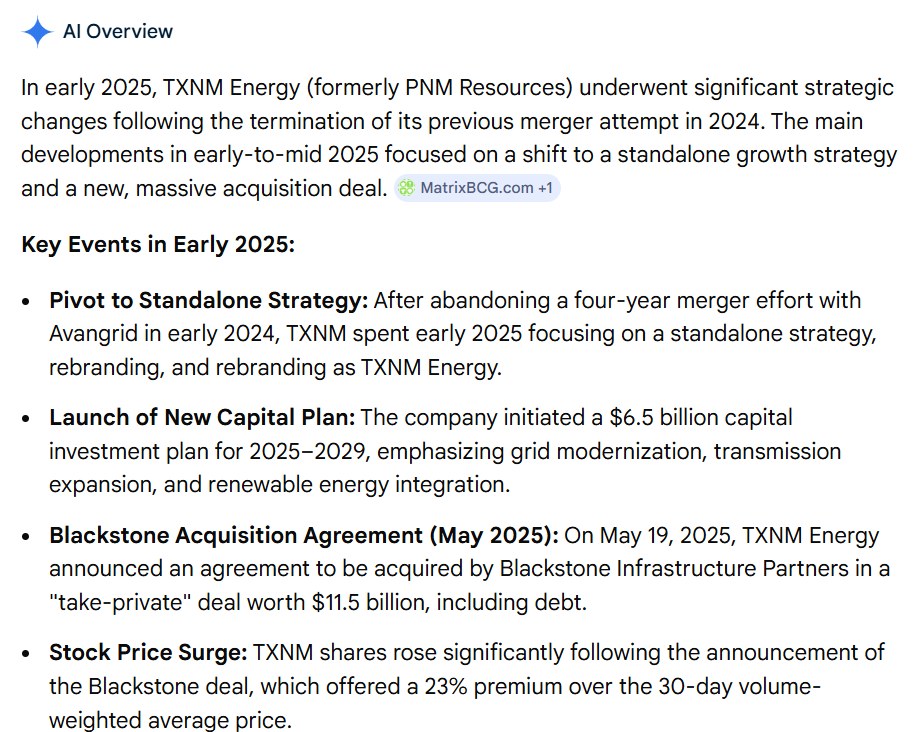 AI Overview
In early 2025, TXNM Energy (formerly PNM Resources) underwent significant strategic
changes following the termination of its previous merger attempt in 2024. The main
developments in early-to-mid 2025 focused on a shift to a standalone growth strategy
and a new, massive acquisition deal. MatrixBCG.com +1
Key Events in Early 2025:
• Pivot to Standalone Strategy: After abandoning a four-year merger effort with
Avangrid in early 2024, TXNM spent early 2025 focusing on a standalone strategy,
rebranding, and rebranding as TXNM Energy.
• Launch of New Capital Plan: The company initiated a $6.5 billion capital
investment plan for 2025–2029, emphasizing grid modernization, transmission
expansion, and renewable energy integration.
• Blackstone Acquisition Agreement (May 2025): On May 19, 2025, TXNM Energy
announced an agreement to be acquired by Blackstone Infrastructure Partners in a
"take-private" deal worth $11.5 billion, including debt.
• Stock Price Surge: TXNM shares rose significantly following the announcement of
the Blackstone deal, which offered a 23% premium over the 30-day volume-
weighted average price.